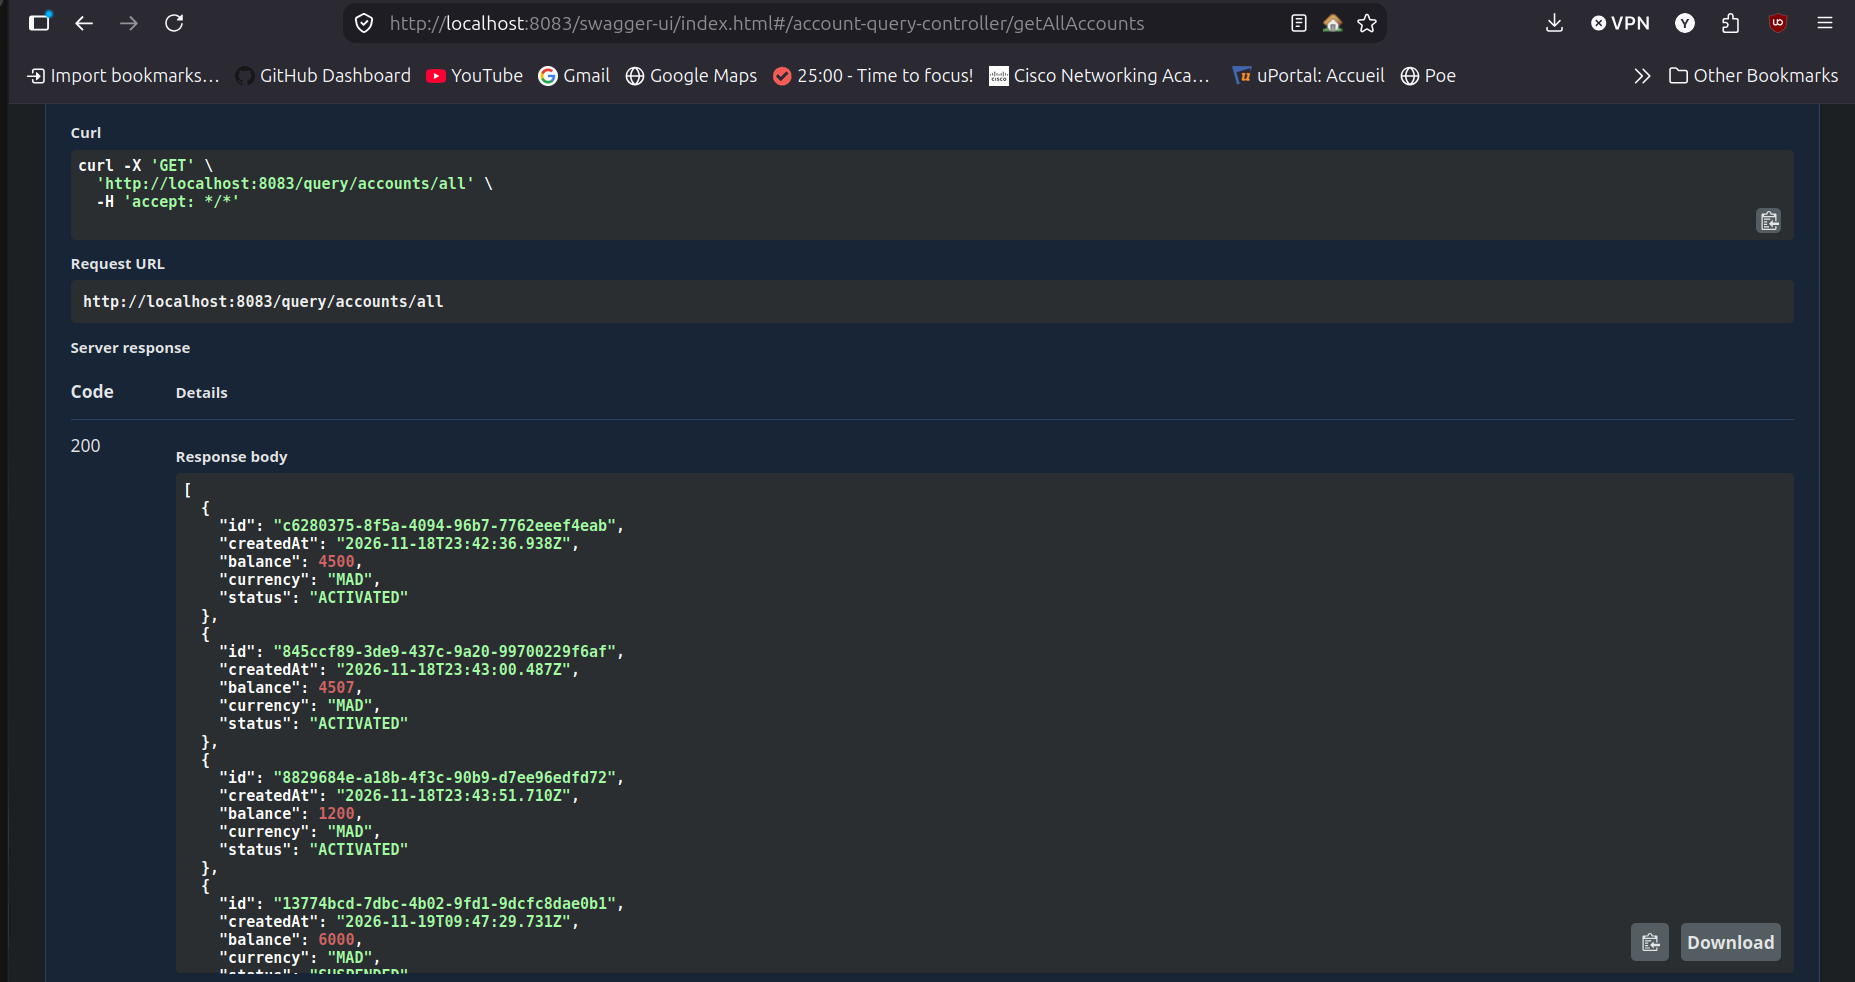 http://localhost:8083/swagger-ui/index.html#/account-query-controller/getAllAccounts
VPN
Y
Import bookmarks…
GitHub Dashboard
YouTube
Gmail
Google Maps
25:00 - Time to focus!
Cisco Networking Aca…
uPortal: Accueil
Poe
Other Bookmarks
Curl
curl -X 'GET' \
  'http://localhost:8083/query/accounts/all' \
  -H 'accept: */*'
Request URL
http://localhost:8083/query/accounts/all
Server response
Code Details
200
Response body
[
  {
    "id": "c6280375-8f5a-4094-96b7-7762eeef4eab",
    "createdAt": "2026-11-18T23:42:36.938Z",
    "balance": 4500,
    "currency": "MAD",
    "status": "ACTIVATED"
  },
  {
    "id": "845ccf89-3de9-437c-9a20-99700229f6af",
    "createdAt": "2026-11-18T23:43:00.487Z",
    "balance": 4507,
    "currency": "MAD",
    "status": "ACTIVATED"
  },
  {
    "id": "8829684e-a18b-4f3c-90b9-d7ee96edfd72",
    "createdAt": "2026-11-18T23:43:51.710Z",
    "balance": 1200,
    "currency": "MAD",
    "status": "ACTIVATED"
  },
  {
    "id": "13774bcd-7dbc-4b02-9fd1-9dcfc8dae0b1",
    "createdAt": "2026-11-19T09:47:29.731Z",
    "balance": 6000,
    "currency": "MAD",
    "status": "SUSPENDED"
Download